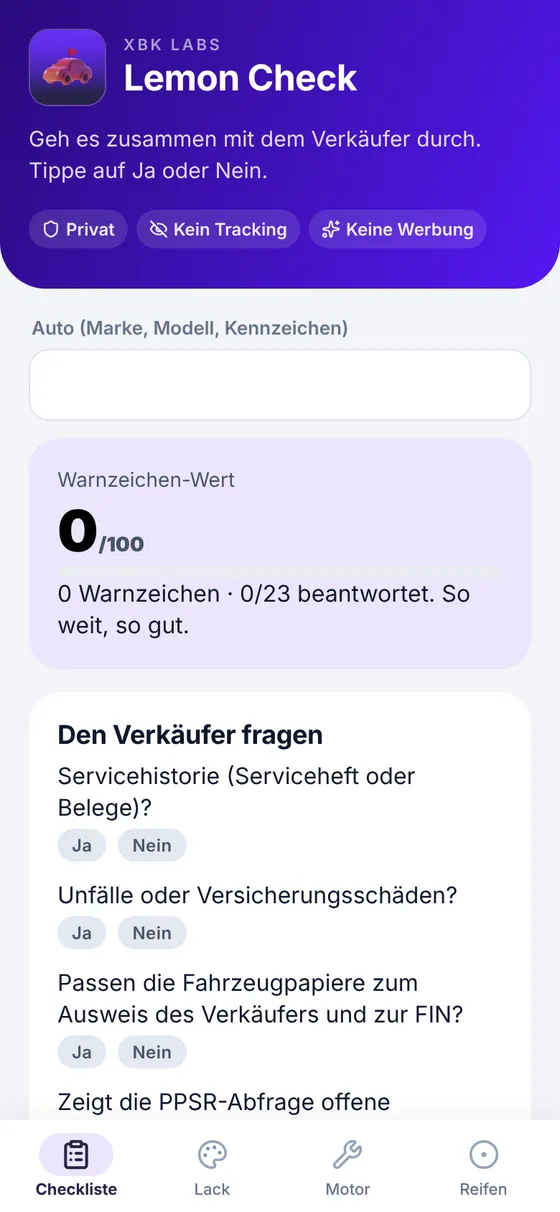 XBK LABS
Lemon Check
Geh es zusammen mit dem Verkäufer durch.
Tippe auf Ja oder Nein.
Privat
Kein Tracking
Keine Werbung
Auto (Marke, Modell, Kennzeichen)
Warnzeichen-Wert
0/100
0 Warnzeichen · 0/23 beantwortet. So
weit, so gut.
Den Verkäufer fragen
Servicehistorie (Serviceheft oder
Belege)?
Ja Nein
Unfälle oder Versicherungsschäden?
Ja Nein
Passen die Fahrzeugpapiere zum
Ausweis des Verkäufers und zur FIN?
Ja Nein
Zeigt die PPSR-Abfrage offene
Checkliste
Lack
Motor
Reifen